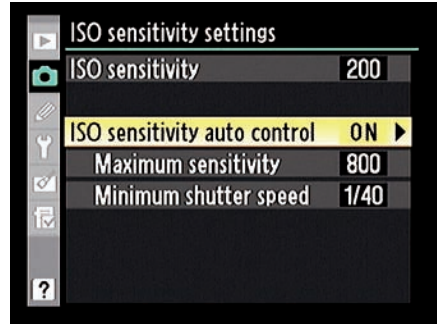 ISO sensitivity settings
ISO sensitivity 200
ISO sensitivity auto control ON
Maximum sensitivity 800
Minimum shutter speed 1/40
?